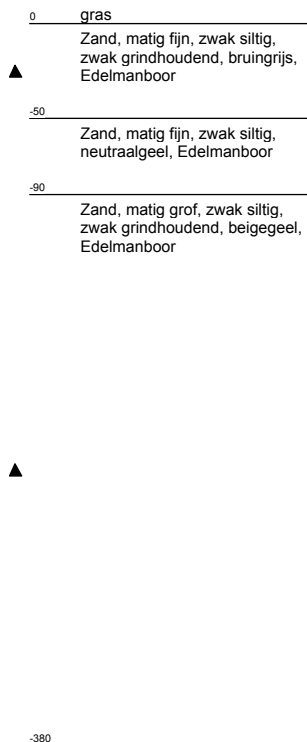 0 gras
Zand, matig fijn, zwak siltig,
zwak grindhoudend, bruingrijs,
Edelmanboor
-50
Zand, matig fijn, zwak siltig,
neutraalgeel, Edelmanboor
-90
Zand, matig grof, zwak siltig,
zwak grindhoudend, beigegeel,
Edelmanboor
-380